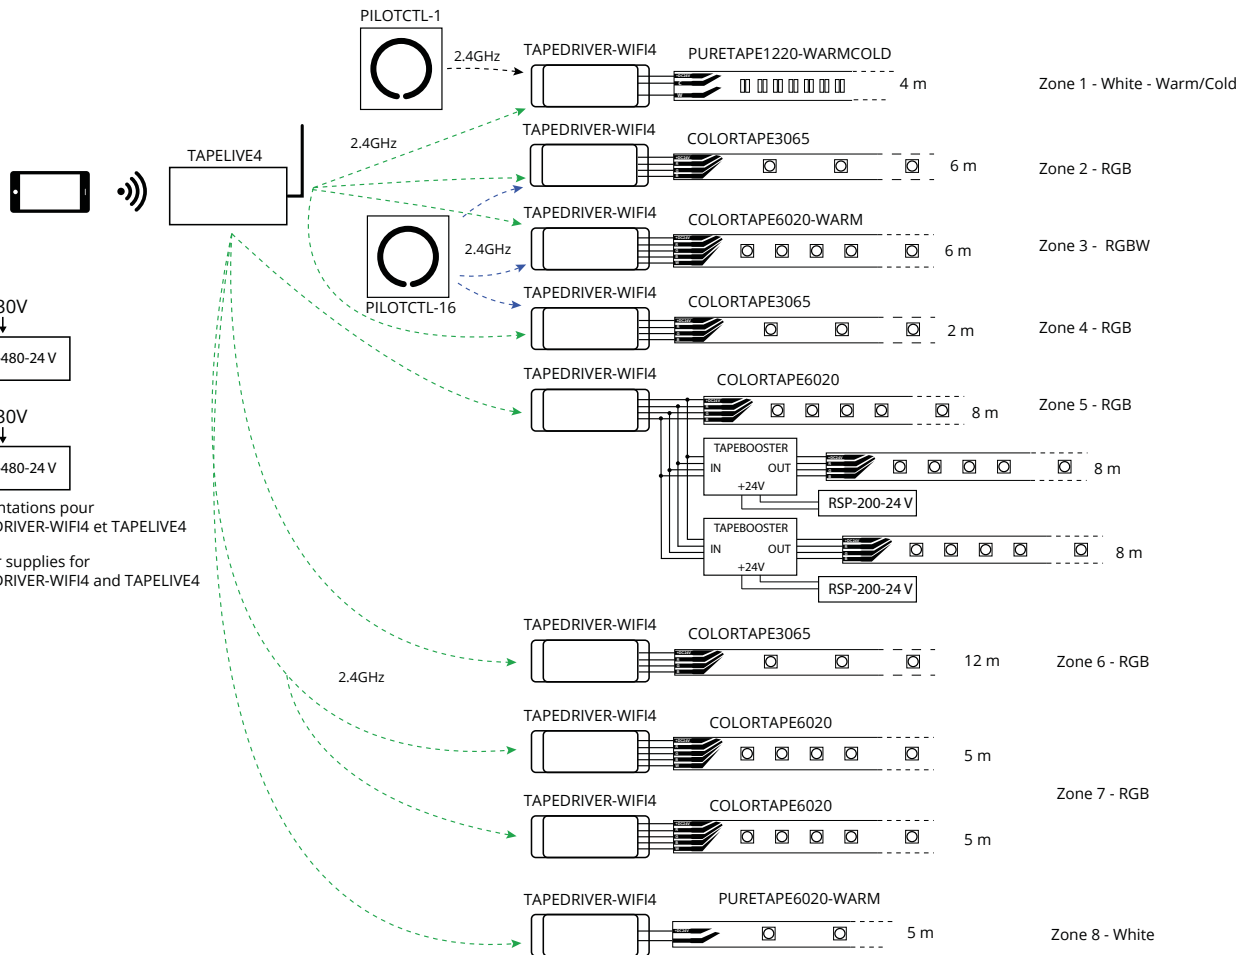 PILOTCTL-1
2.4GHz
TAPEDRIVER-WIFI4
PURETAPE1220-WARMCOLD
4 m
Zone 1 - White - Warm/Cold
TAPELIVE4
2.4GHz
TAPEDRIVER-WIFI4
COLORTAPE3065
6 m
Zone 2 - RGB
TAPEDRIVER-WIFI4
COLORTAPE6020-WARM
6 m
Zone 3 - RGBW
2.4GHz
PILOTCTL-16
TAPEDRIVER-WIFI4
COLORTAPE3065
2 m
Zone 4 - RGB
30V
-480-24 V
30V
-480-24 V
ntations pour
DRIVER-WIFI4 et TAPELIVE4
r supplies for
DRIVER-WIFI4 and TAPELIVE4
TAPEDRIVER-WIFI4
COLORTAPE6020
8 m
Zone 5 - RGB
TAPEBOOSTER
IN OUT
+24V
8 m
RSP-200-24 V
TAPEBOOSTER
IN OUT
+24V
8 m
RSP-200-24 V
TAPEDRIVER-WIFI4
COLORTAPE3065
12 m
Zone 6 - RGB
2.4GHz
TAPEDRIVER-WIFI4
COLORTAPE6020
5 m
Zone 7 - RGB
TAPEDRIVER-WIFI4
COLORTAPE6020
5 m
TAPEDRIVER-WIFI4
PURETAPE6020-WARM
5 m
Zone 8 - White